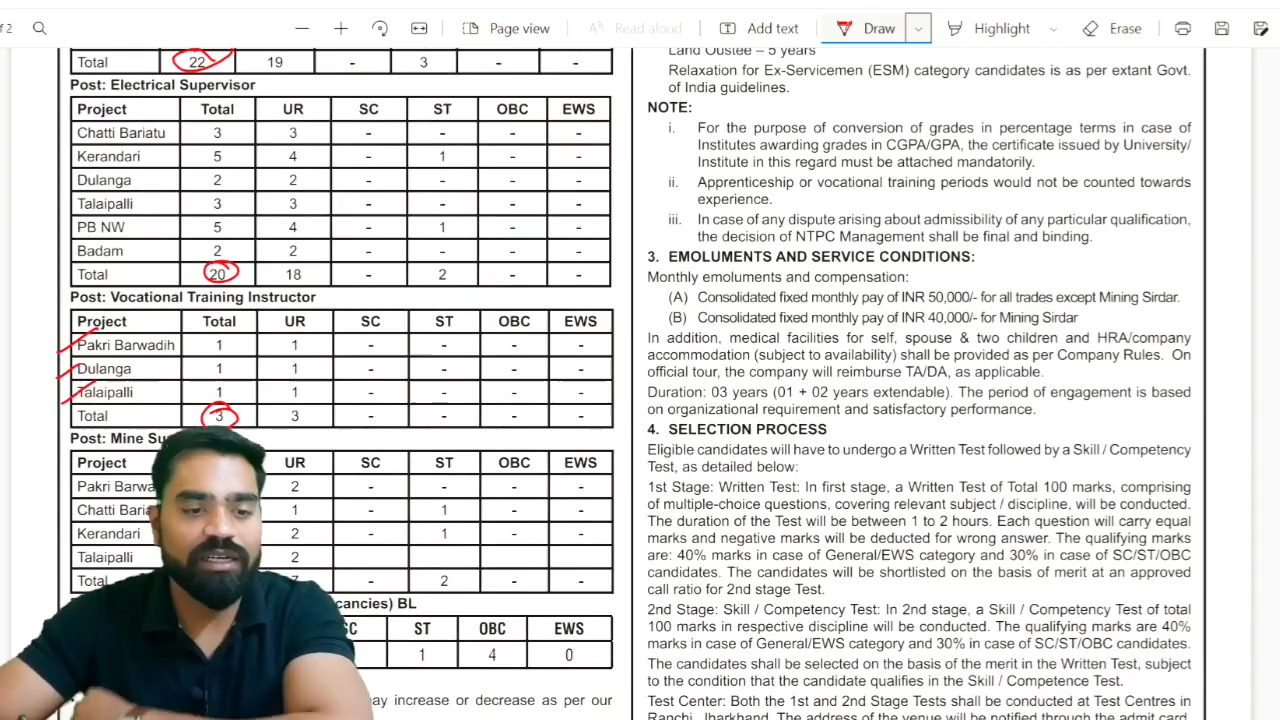 of 2
Page view
Read aloud
Add text
Draw
Highlight
Erase
Total 22 19 - 3 - -
Post: Electrical Supervisor
Project Total UR SC ST OBC EWS
Chatti Bariatu 3 3 - - - -
Kerandari 5 4 - 1 - -
Dulanga 2 2 - - - -
Talaipalli 3 3 - - - -
PB NW 5 4 - 1 - -
Badam 2 2 - - - -
Total 20 18 - 2 - -
Post: Vocational Training Instructor
Project Total UR SC ST OBC EWS
Pakri Barwadih 1 1 - - - -
Dulanga 1 1 - - - -
Talaipalli 1 1 - - - -
Total 3 3 - - - -
Post: Mine Su
Project UR SC ST OBC EWS
Pakri Barwa 2 - - - -
Chatti Baria 1 - 1 - -
Kerandari 2 - 1 - -
Talaipalli 2 - - - -
Total 7 - 2 - -
cancies) BL
SC ST OBC EWS
1 4 0
may increase or decrease as per our
Land Oustee – 5 years
Relaxation for Ex-Servicemen (ESM) category candidates is as per extant Govt.
of India guidelines.
NOTE:
i. For the purpose of conversion of grades in percentage terms in case of
Institutes awarding grades in CGPA/GPA, the certificate issued by University/
Institute in this regard must be attached mandatorily.
ii. Apprenticeship or vocational training periods would not be counted towards
experience.
iii. In case of any dispute arising about admissibility of any particular qualification,
the decision of NTPC Management shall be final and binding.
3. EMOLUMENTS AND SERVICE CONDITIONS:
Monthly emoluments and compensation:
(A) Consolidated fixed monthly pay of INR 50,000/- for all trades except Mining Sirdar.
(B) Consolidated fixed monthly pay of INR 40,000/- for Mining Sirdar
In addition, medical facilities for self, spouse & two children and HRA/company
accommodation (subject to availability) shall be provided as per Company Rules. On
official tour, the company will reimburse TA/DA, as applicable.
Duration: 03 years (01 + 02 years extendable). The period of engagement is based
on organizational requirement and satisfactory performance.
4. SELECTION PROCESS
Eligible candidates will have to undergo a Written Test followed by a Skill / Competency
Test, as detailed below:
1st Stage: Written Test: In first stage, a Written Test of Total 100 marks, comprising
of multiple-choice questions, covering relevant subject / discipline, will be conducted.
The duration of the Test will be between 1 to 2 hours. Each question will carry equal
marks and negative marks will be deducted for wrong answer. The qualifying marks
are: 40% marks in case of General/EWS category and 30% in case of SC/ST/OBC
candidates. The candidates will be shortlisted on the basis of merit at an approved
call ratio for 2nd stage Test.
2nd Stage: Skill / Competency Test: In 2nd stage, a Skill / Competency Test of total
100 marks in respective discipline will be conducted. The qualifying marks are 40%
marks in case of General/EWS category and 30% in case of SC/ST/OBC candidates.
The candidates shall be selected on the basis of the merit in the Written Test, subject
to the condition that the candidate qualifies in the Skill / Competence Test.
Test Center: Both the 1st and 2nd Stage Tests shall be conducted at Test Centres in
Ranchi, Jharkhand. The address of the venue will be notified through the admit card.